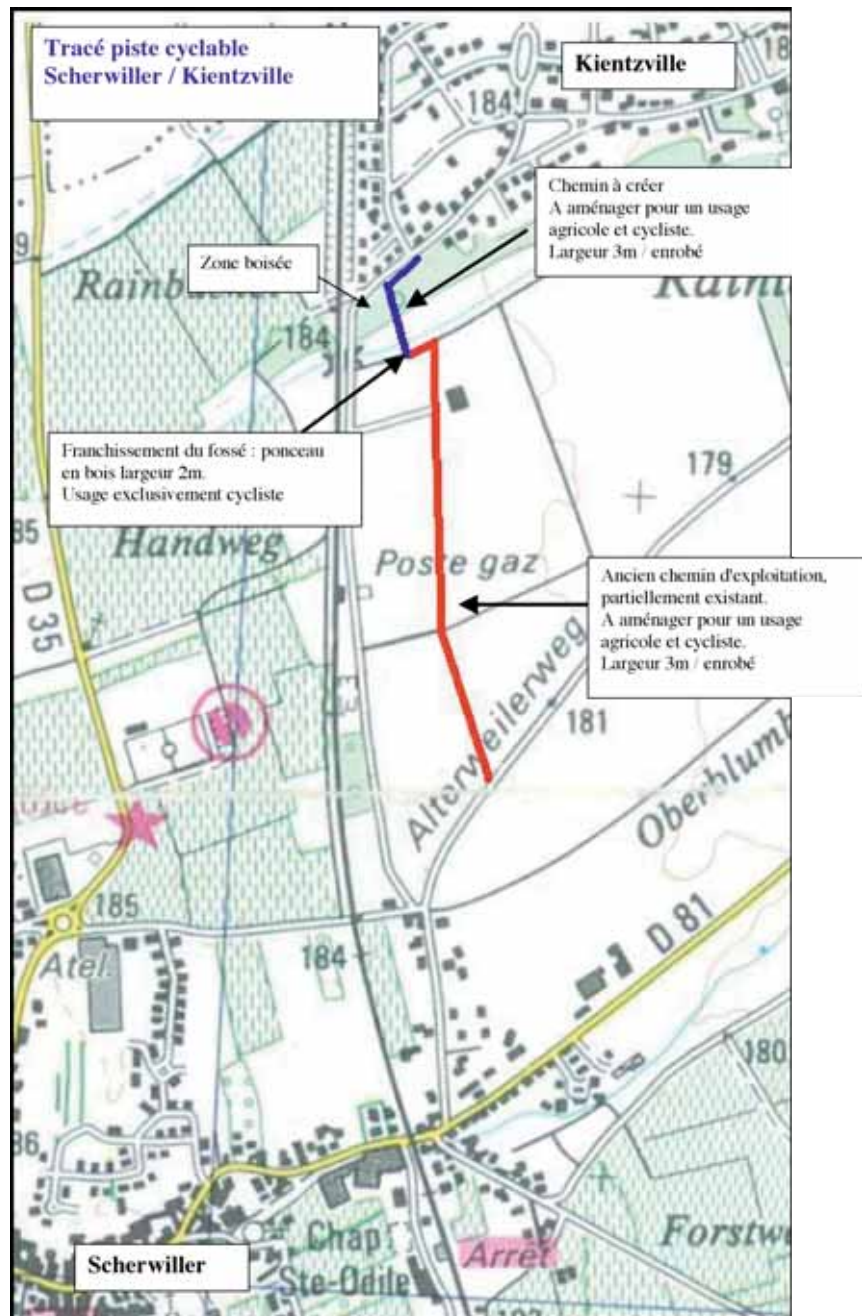 Tracé piste cyclable
Scherwiller / Kientzville
Kientzville
184
Chemin à créer
A aménager pour un usage
agricole et cycliste.
Largeur 3m / enrobé
Zone boisée
184
Franchissement du fossé : ponceau
en bois largeur 2m.
Usage exclusivement cycliste
179
Handweg
Poste gaz
D 35
Ancien chemin d'exploitation,
partiellement existant.
A aménager pour un usage
agricole et cycliste.
Largeur 3m / enrobé
Alterweilerweg
181
185
Atel.
184
D 81
180
Scherwiller
Chap
Ste-Odile
Arret